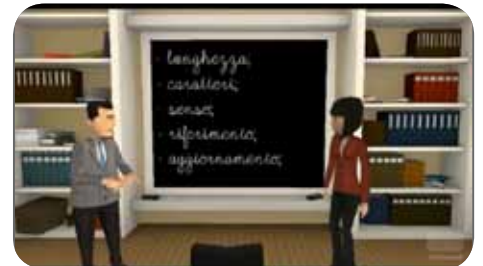 - lunghezza;
- caratteri;
- senso;
- riferimento;
- aggiornamento;